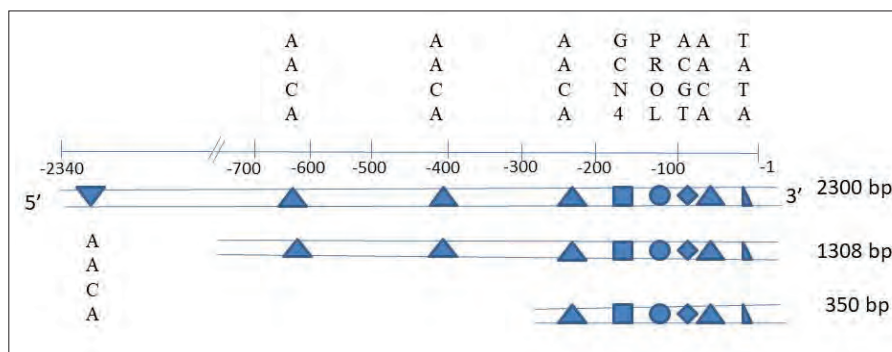 A A A G P A A T
A A A C R C A A
C C C N O G C T
A A A 4 L T A A
-2340 // -700 -600 -500 -400 -300 -200 -100 -1
5′ 3′ 2300 bp
A
A
C
A
1308 bp
350 bp